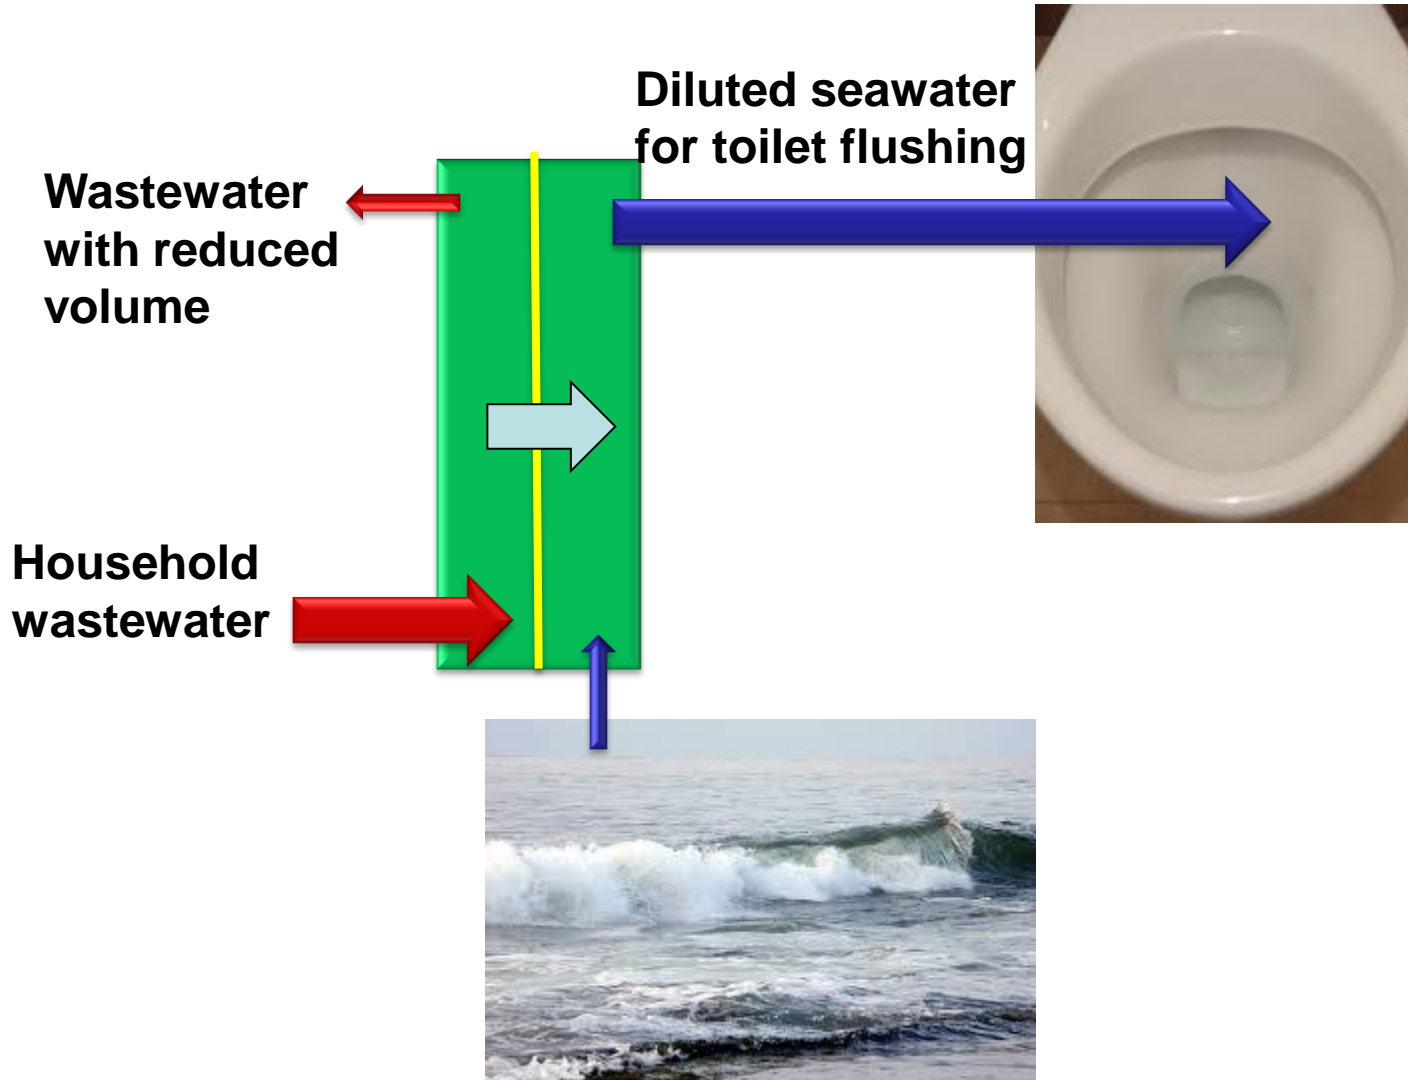 Diluted seawater
for toilet flushing
Wastewater
with reduced
volume
Household
wastewater